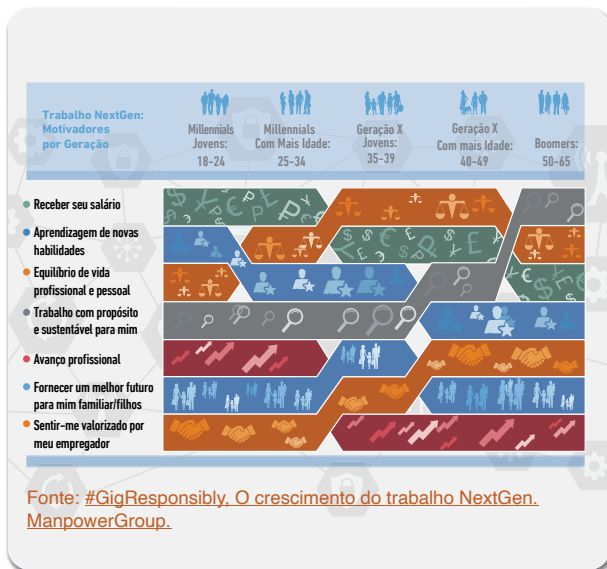 Trabalho NextGen:
Motivadores
por Geração
Millennials
Jovens:
18-24
Millennials
Com Mais Idade:
25-34
Geração X
Jovens:
35-39
Geração X
Com mais idade:
40-49
Boomers:
50-65
Receber seu salário
Aprendizagem de novas
habilidades
Equilíbrio de vida
profissional e pessoal
Trabalho com propósito
e sustentável para mim
Avanço profissional
Fornecer um melhor futuro
para mim familiar/filhos
Sentir-me valorizado por
meu empregador
Fonte: #GigResponsibly, O crescimento do trabalho NextGen.
ManpowerGroup.